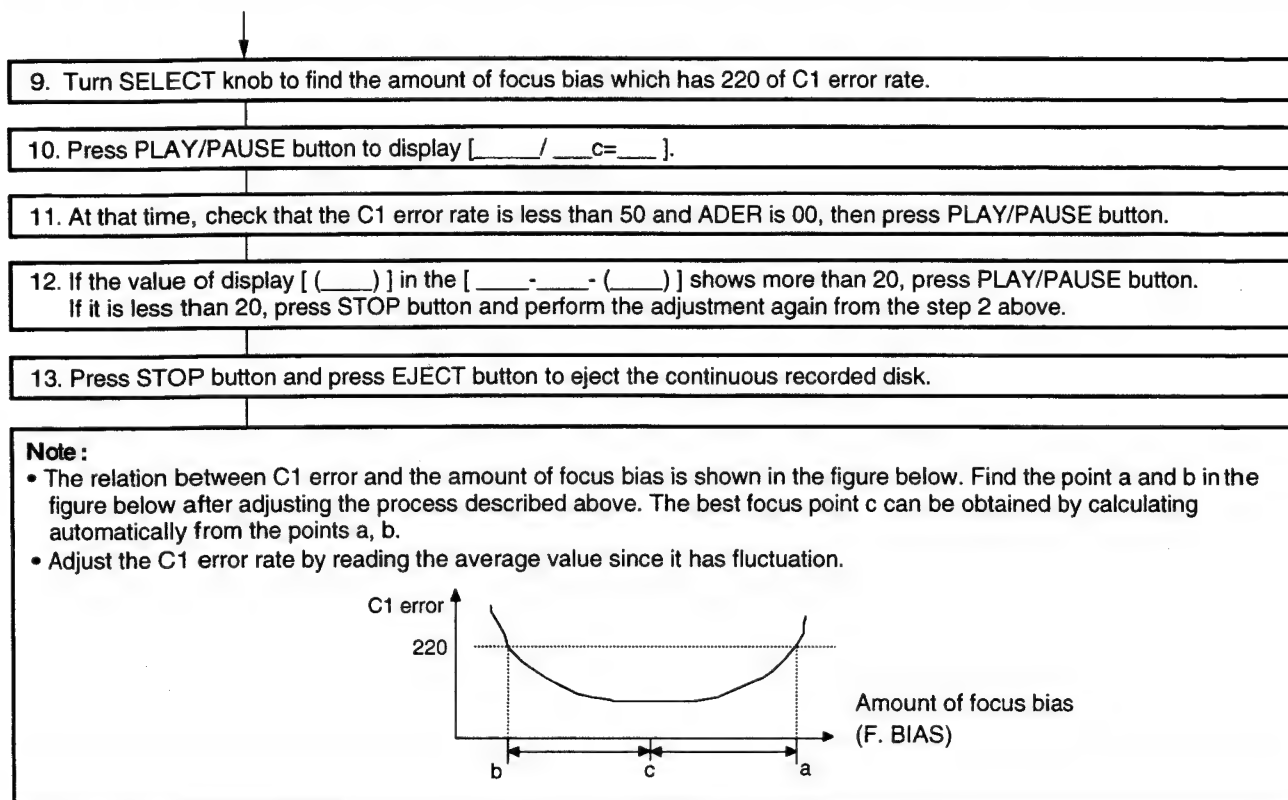 9. Turn SELECT knob to find the amount of focus bias which has 220 of C1 error rate.
10. Press PLAY/PAUSE button to display [_____/ ___c=___ ].
11. At that time, check that the C1 error rate is less than 50 and ADER is 00, then press PLAY/PAUSE button.
12. If the value of display [ (____) ] in the [ ____-____- (____) ] shows more than 20, press PLAY/PAUSE button.
If it is less than 20, press STOP button and perform the adjustment again from the step 2 above.
13. Press STOP button and press EJECT button to eject the continuous recorded disk.
Note :
• The relation between C1 error and the amount of focus bias is shown in the figure below. Find the point a and b in the
figure below after adjusting the process described above. The best focus point c can be obtained by calculating
automatically from the points a, b.
• Adjust the C1 error rate by reading the average value since it has fluctuation.
C1 error
220
Amount of focus bias
(F. BIAS)
b
c
a